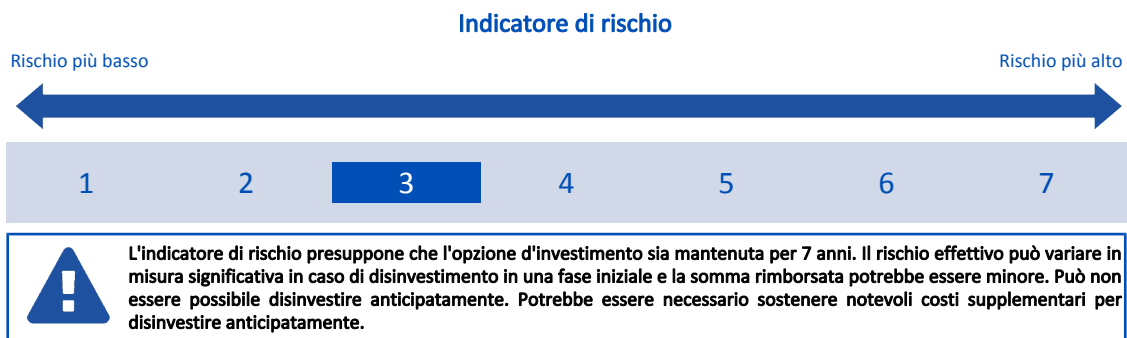 Indicatore di rischio
Rischio più basso
Rischio più alto
1 2 3 4 5 6 7
L'indicatore di rischio presuppone che l'opzione d'investimento sia mantenuta per 7 anni. Il rischio effettivo può variare in
misura significativa in caso di disinvestimento in una fase iniziale e la somma rimborsata potrebbe essere minore. Può non
essere possibile disinvestire anticipatamente. Potrebbe essere necessario sostenere notevoli costi supplementari per
disinvestire anticipatamente.